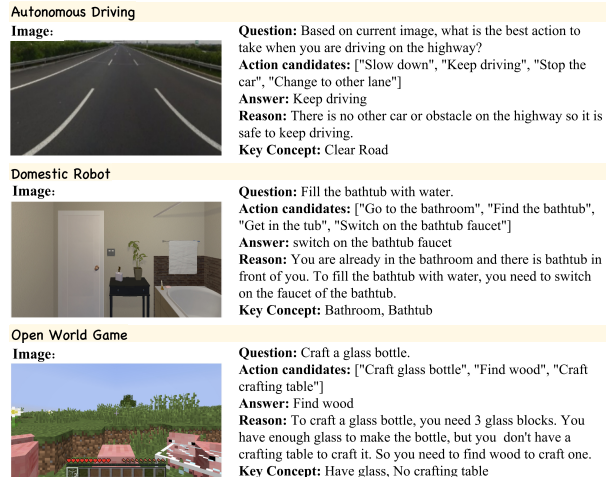 Autonomous Driving
Image:
Question: Based on current image, what is the best action to
take when you are driving on the highway?
Action candidates: ["Slow down", "Keep driving", "Stop the
car", "Change to other lane"]
Answer: Keep driving
Reason: There is no other car or obstacle on the highway so it is
safe to keep driving.
Key Concept: Clear Road
Domestic Robot
Image:
Question: Fill the bathtub with water.
Action candidates: ["Go to the bathroom", "Find the bathtub",
"Get in the tub", "Switch on the bathtub faucet"]
Answer: switch on the bathtub faucet
Reason: You are already in the bathroom and there is bathtub in
front of you. To fill the bathtub with water, you need to switch
on the faucet of the bathtub.
Key Concept: Bathroom, Bathtub
Open World Game
Image:
Question: Craft a glass bottle.
Action candidates: ["Craft glass bottle", "Find wood", "Craft
crafting table"]
Answer: Find wood
Reason: To craft a glass bottle, you need 3 glass blocks. You
have enough glass to make the bottle, but you don't have a
crafting table to craft it. So you need to find wood to craft one.
Key Concept: Have glass, No crafting table